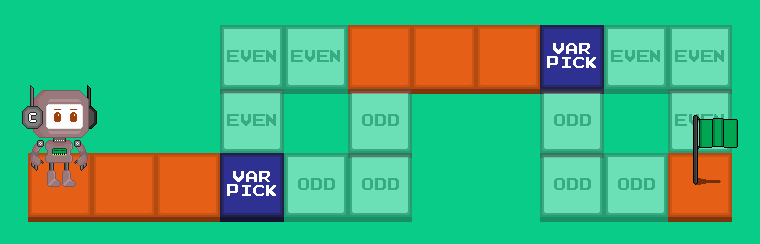 EVEN EVEN VAR PICK EVEN EVEN
EVEN ODD ODD EVEN
C
VAR PICK ODD ODD ODD ODD